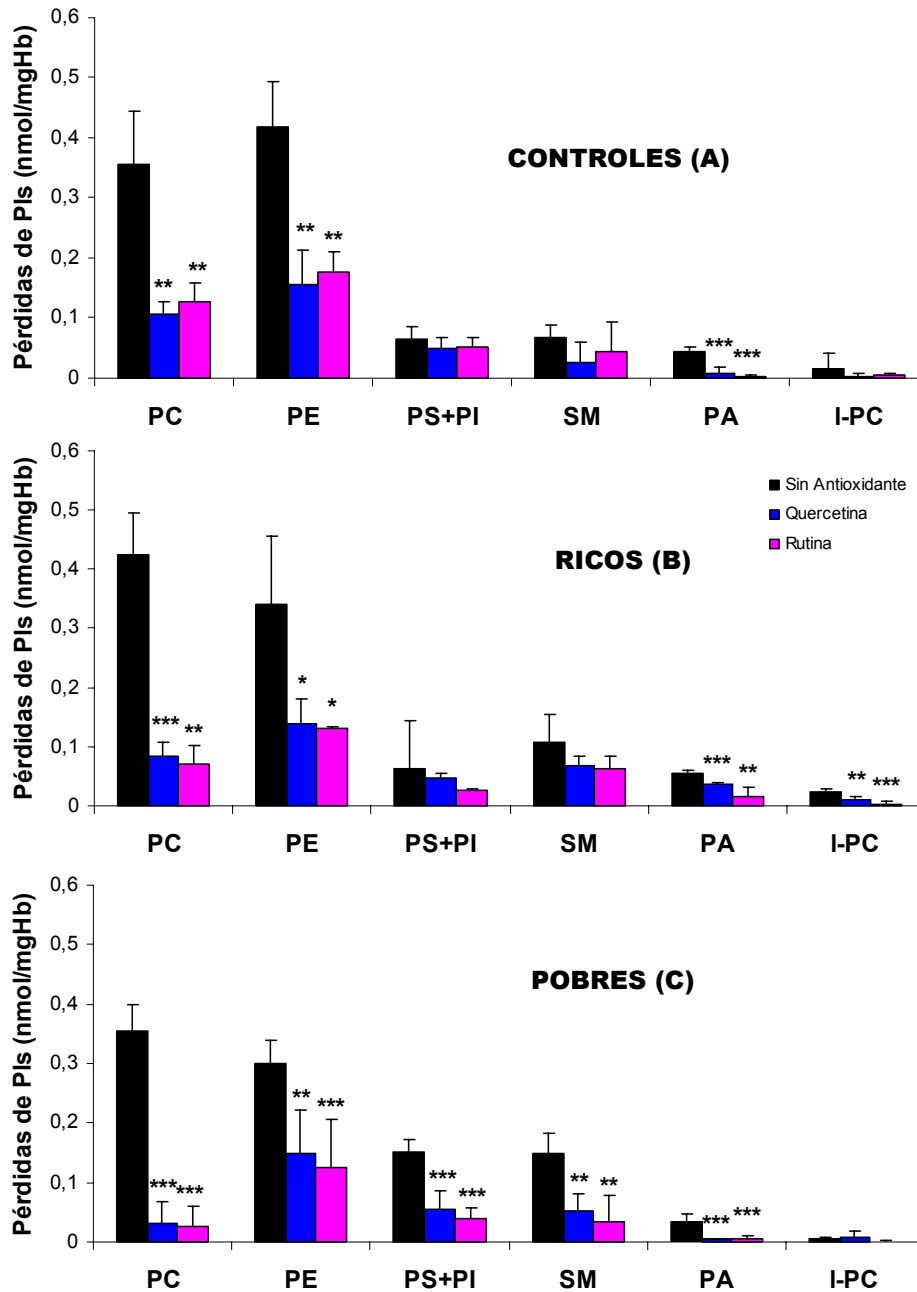 Pérdidas de Pls (nmol/mgHb)
0,6
0,5
0,4
0,3
0,2
0,1
0
CONTROLES (A)
** **
** **
*** ***
PC PE PS+PI SM PA l-PC
Pérdidas de Pls (nmol/mgHb)
0,6
0,5
0,4
0,3
0,2
0,1
0
Sin Antioxidante
Quercetina
Rutina
RICOS (B)
*** **
* *
*** **
** ***
PC PE PS+PI SM PA l-PC
Pérdidas de Pls (nmol/mgHb)
0,6
0,5
0,4
0,3
0,2
0,1
0
POBRES (C)
*** ***
** ***
*** ***
** **
*** ***
PC PE PS+PI SM PA l-PC